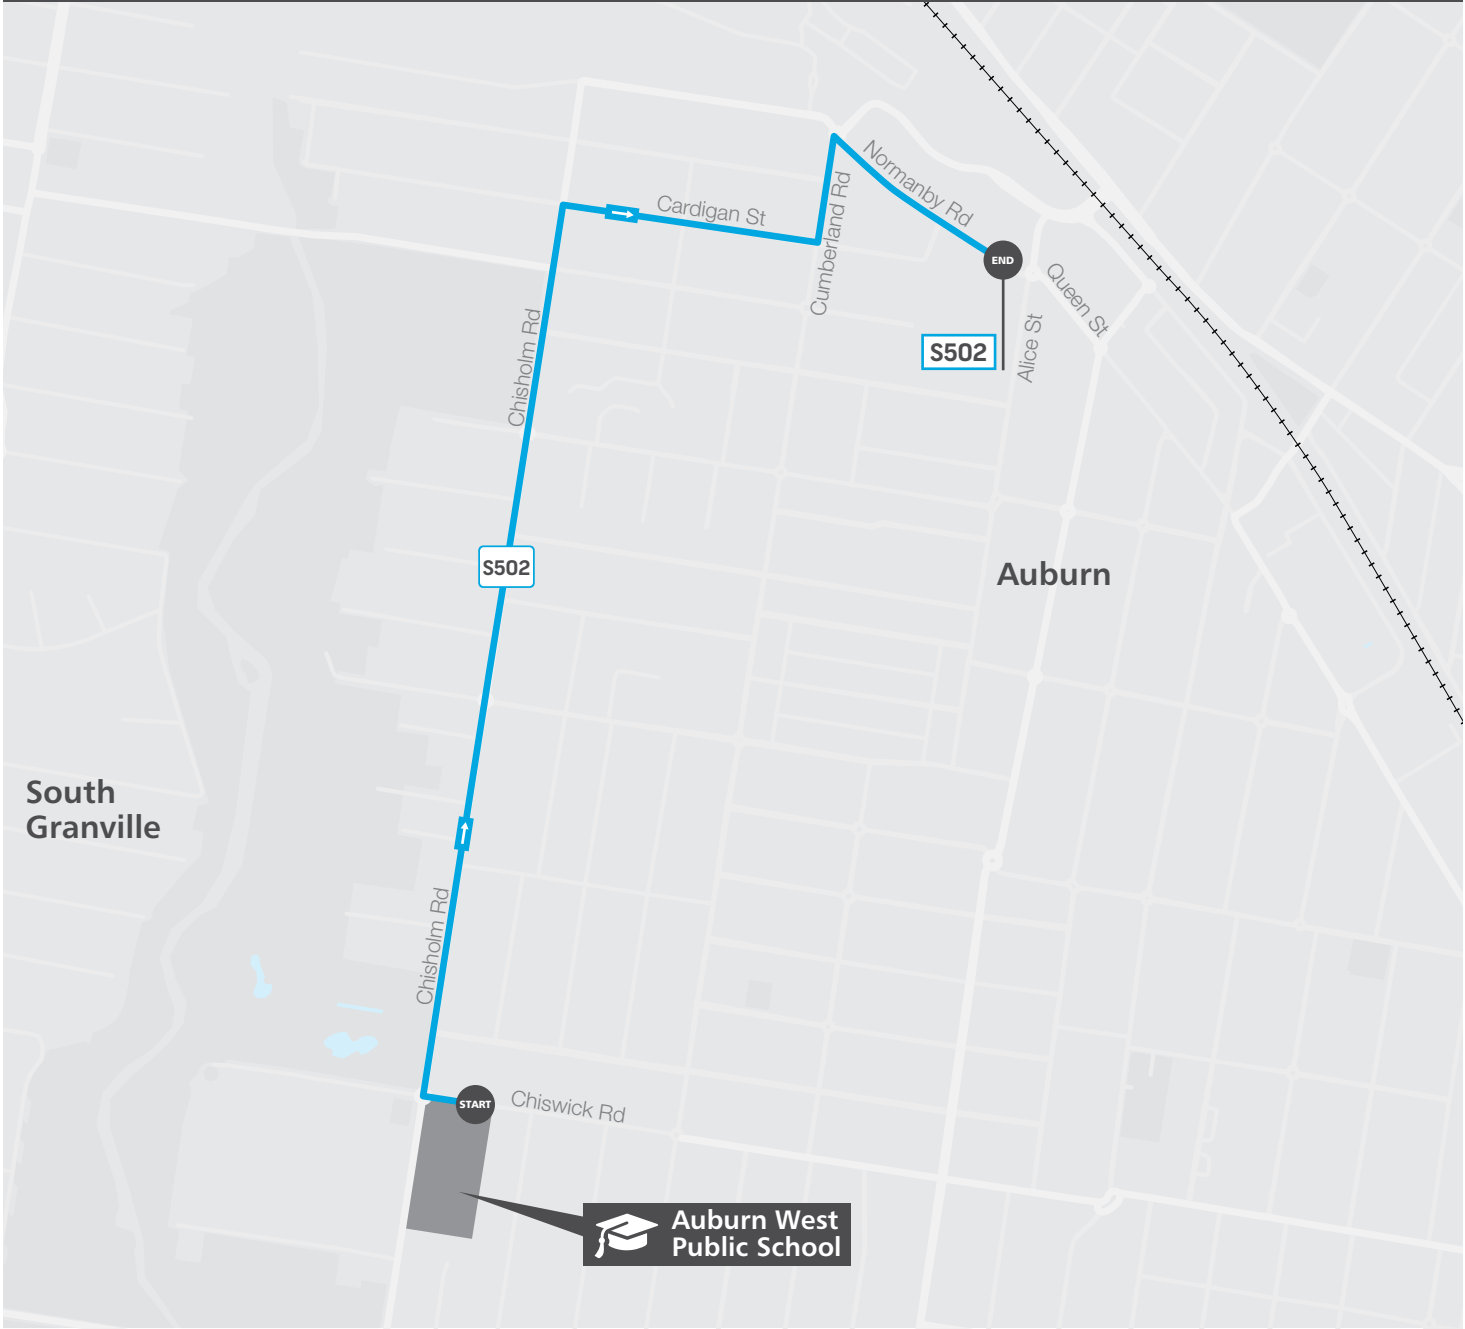 Normanby Rd
Cardigan St
Cumberland Rd
END
Queen St
S502
Alice St
Chisholm Rd
S502
Auburn
South
Granville
Chisholm Rd
START
Chiswick Rd
Auburn West
Public School